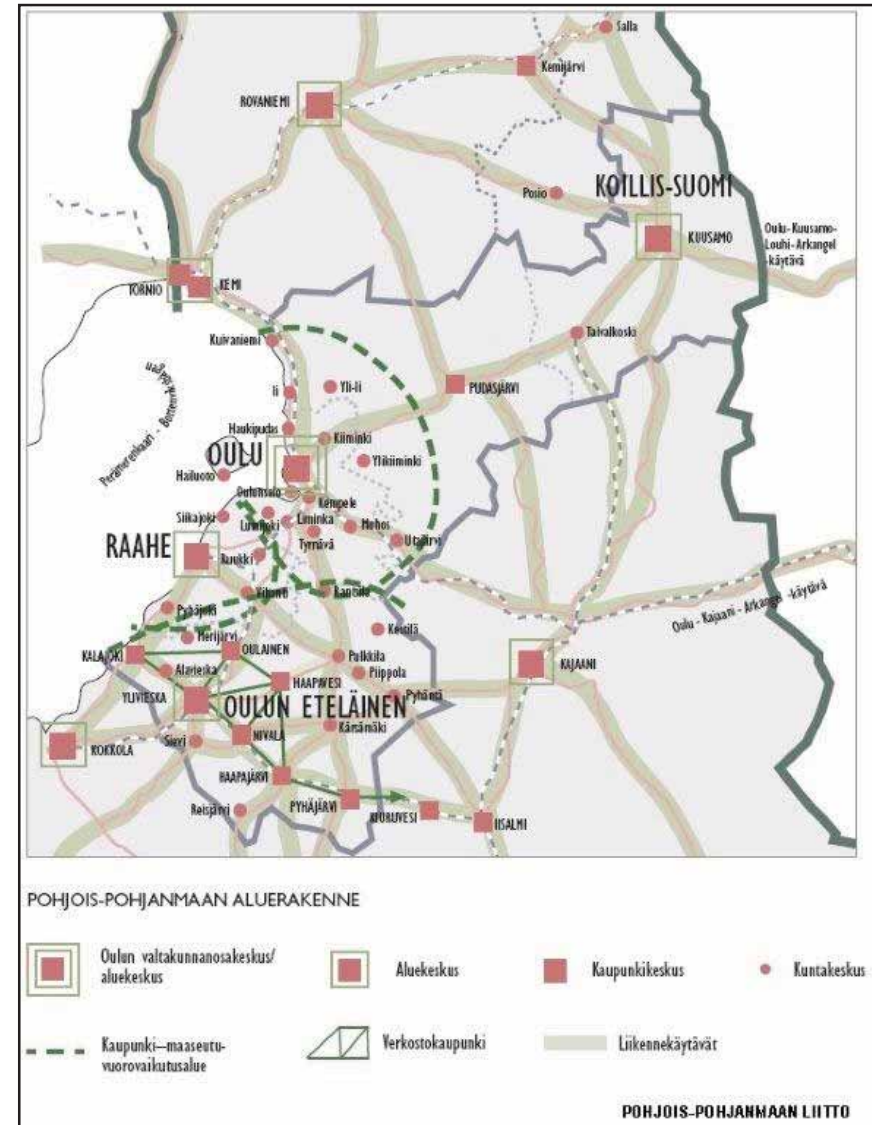 Salla
Kemijärvi
ROVANIEMI
KOILLIS-SUOMI
Posio
KUUSAMO
Oulu-Kuusamo-
Louhi-Arkangel
-käytävä
TORNIO
KEMI
Kuivaniemi
Taivalkoski
Yli-Ii
PUDASJÄRVI
Ii
Perämerenkaari -
Haukipudas
Kiiminki
OULU
Ylikiiminki
Hailuoto
Oulunsalo
Kempele
Siikajoki
Lumijoki
Liminka
Muhos
Utajärvi
Tyrnävä
RAAHE
Ruukki
Vihanti
Rantsila
Pyhäjoki
Oulu - Kajaani - Arkangel -käytävä
Merijärvi
Kestilä
KALAJOKI
OULAINEN
Pulkkila
KAJAANI
Alavieska
HAAPAVESI
Piippola
YLIVIESKA
OULUN ETELÄINEN
Pyhäntä
Kärsämäki
KOKKOLA
Sievi
NIVALA
HAAPAJÄRVI
Reisjärvi
PYHÄJÄRVI
KIURUVESI
IISALMI
POHJOIS-POHJANMAAN ALUERAKENNE
Oulun valtakunnanosakeskus/
aluekeskus
Aluekeskus
Kaupunkikeskus
Kuntakeskus
Kaupunki–maaseutu-
vuorovaikutusalue
Verkostokaupunki
Liikennekäytävät
POHJOIS-POHJANMAAN LIITTO